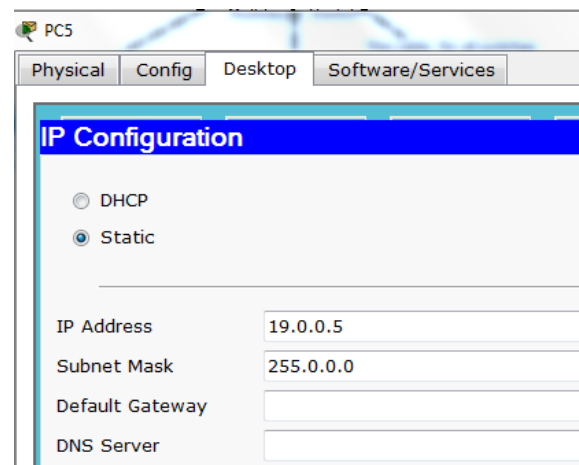 PC5
Physical Config Desktop Software/Services
IP Configuration
DHCP
Static
IP Address 19.0.0.5
Subnet Mask 255.0.0.0
Default Gateway
DNS Server